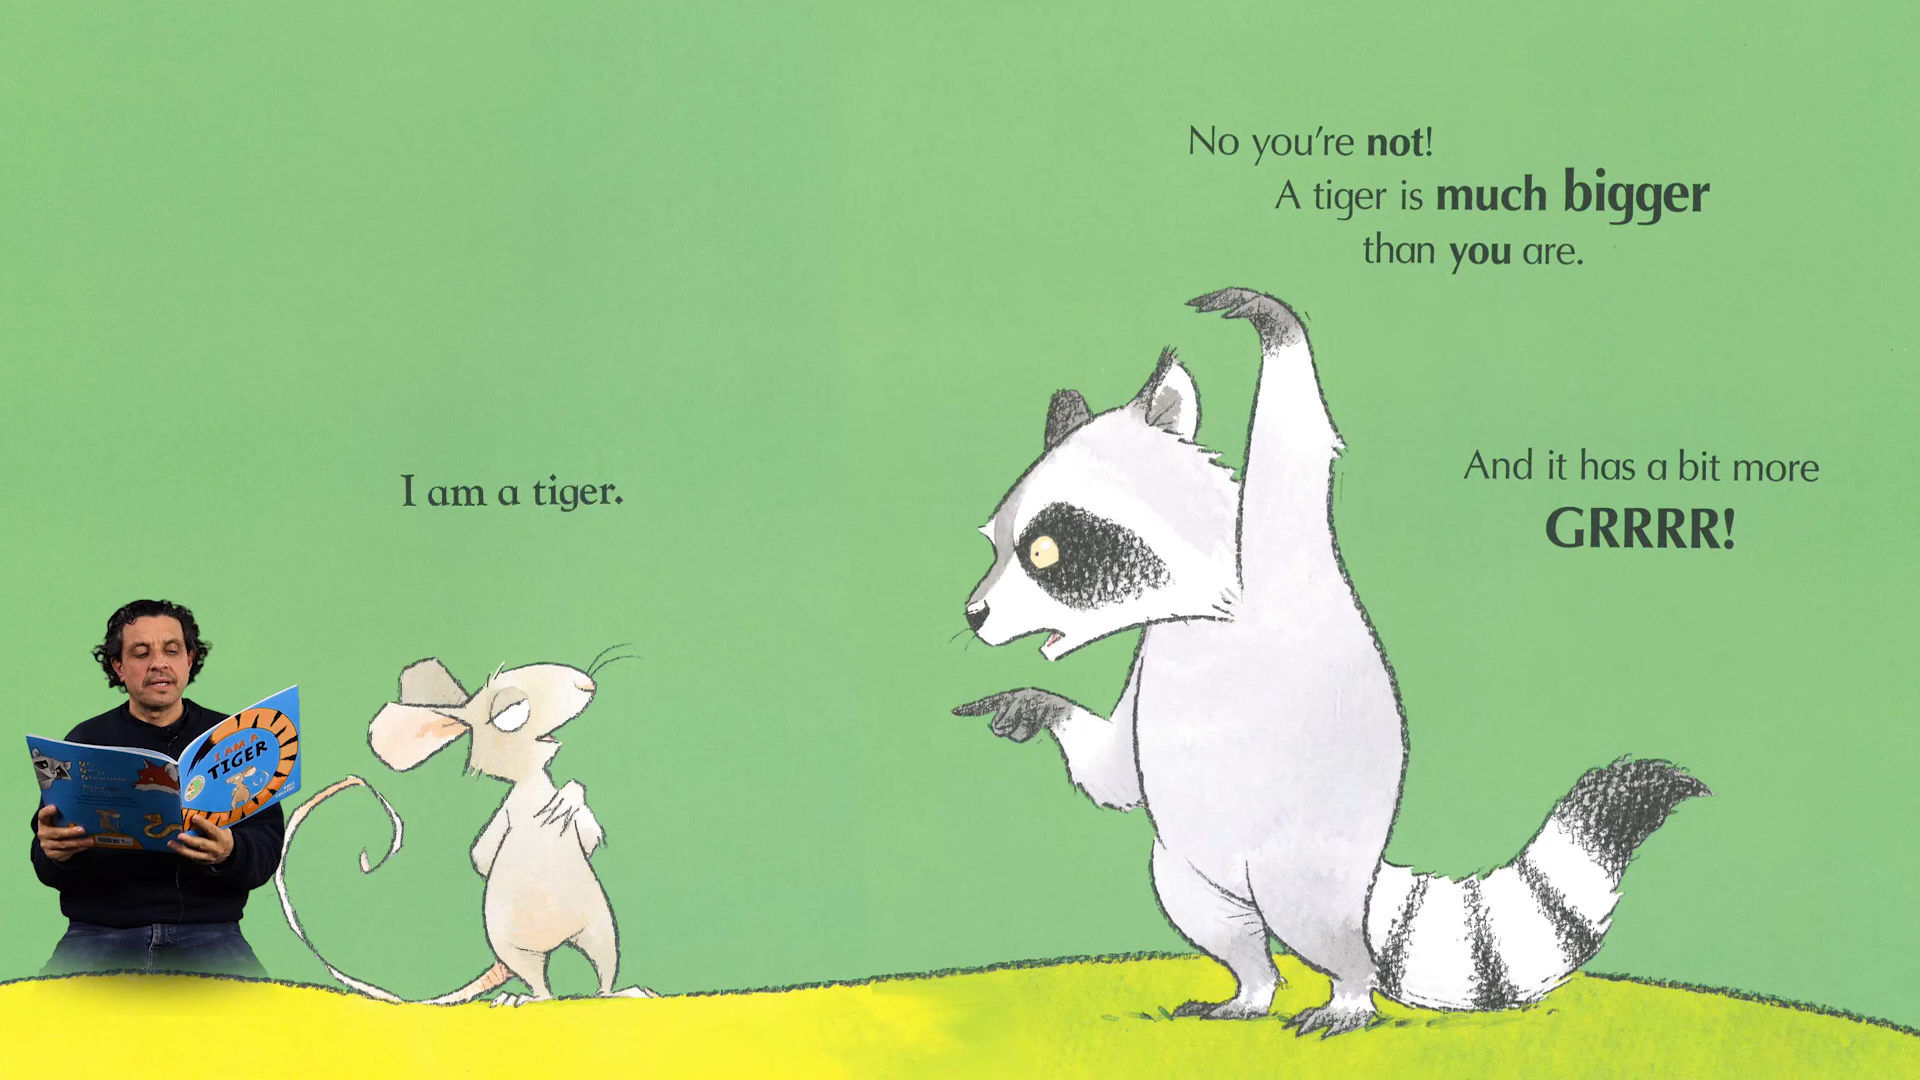 I am a tiger.
No you're not!
A tiger is much bigger
than you are.
And it has a bit more
GRRRR!
I AM A
TIGER